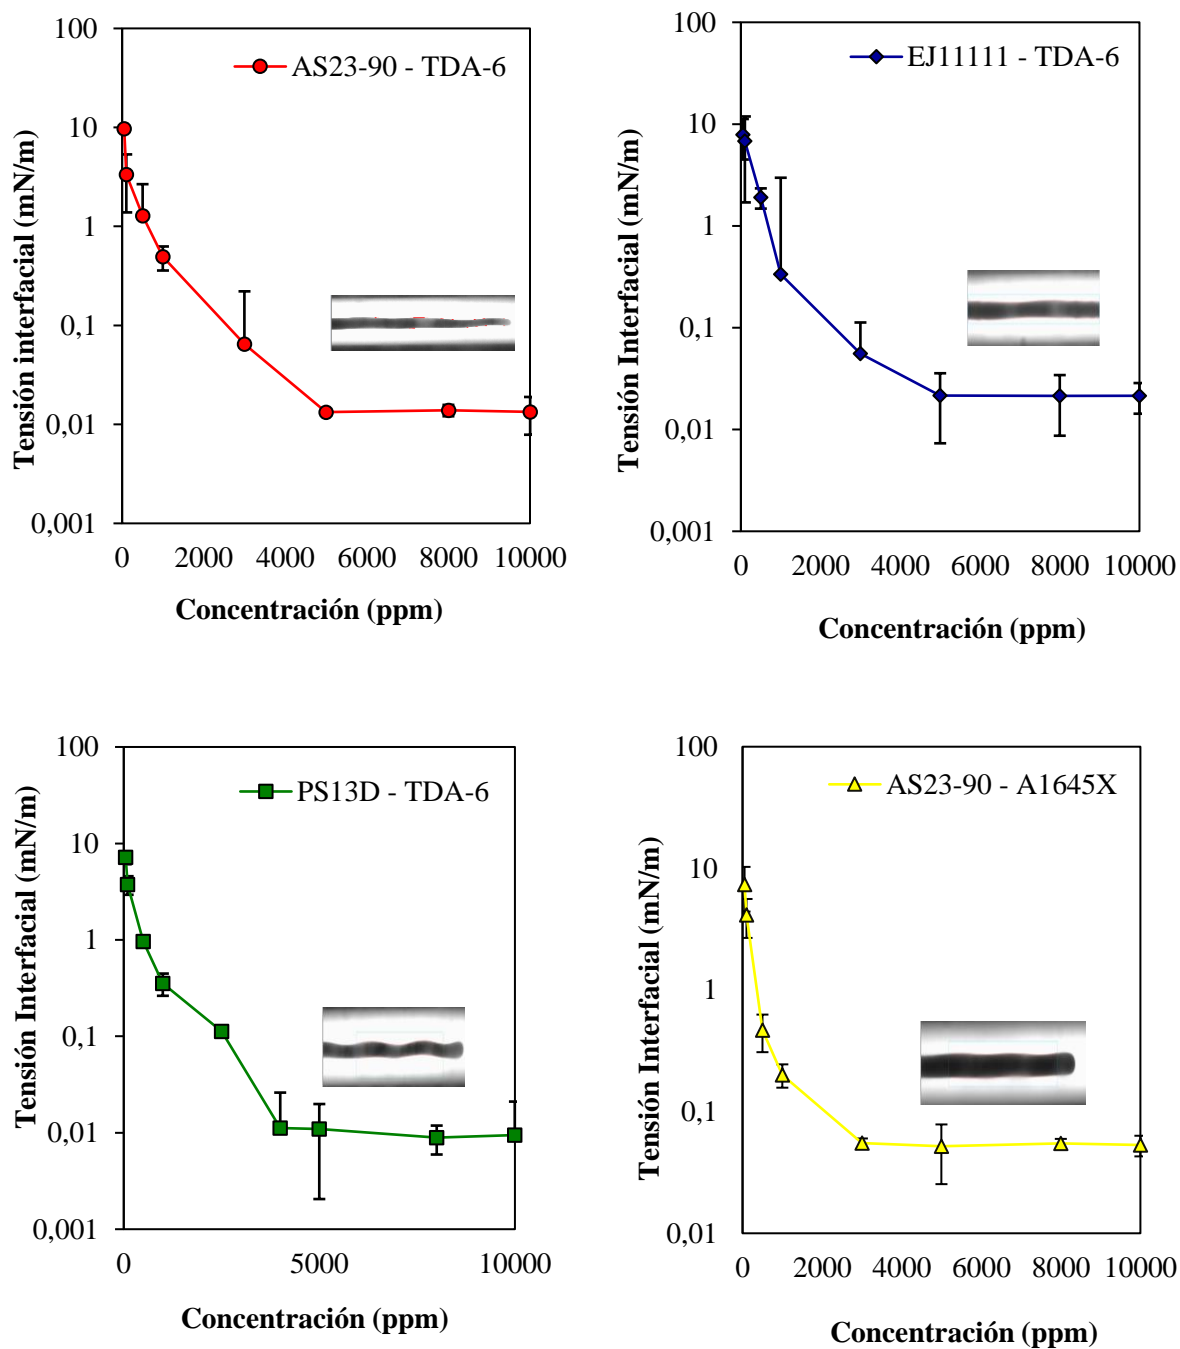 100
10
1
0,1
0,01
0,001
Tensión interfacial (mN/m)
AS23-90 - TDA-6
0 2000 4000 6000 8000 10000
Concentración (ppm)
100
10
1
0,1
0,01
0,001
Tensión Interfacial (mN/m)
EJ11111 - TDA-6
0 2000 4000 6000 8000 10000
Concentración (ppm)
100
10
1
0,1
0,01
0,001
Tensión Interfacial (mN/m)
PS13D - TDA-6
0 5000 10000
Concentración (ppm)
100
10
1
0,1
0,01
Tensión Interfacial (mN/m)
AS23-90 - A1645X
0 2000 4000 6000 8000 10000
Concentración (ppm)